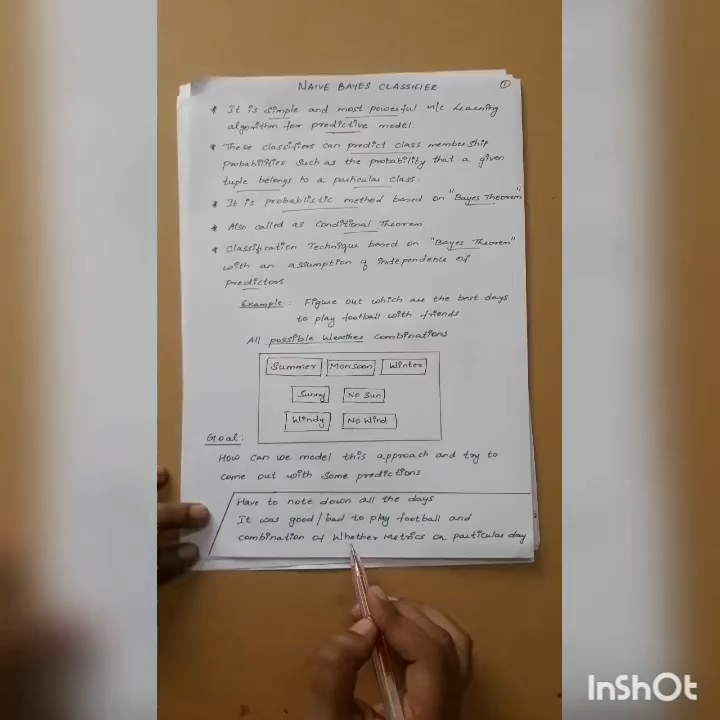 NAIVE BAYES CLASSIFIER ①
* It is simple and most powerful M/c Learning
algorithm for predictive model.
* These classifiers can predict class membership
probabilities such as the probability that a given
tuple belongs to a particular class
* It is probablistic method based on "Bayes Theorem"
* Also called as Conditional Theorem
* Classification Technique based on "Bayes Theorem"
with an assumption of independence of
predictors
Example: Figure out which are the best days
to play football with friends
All possible Weather combinations
Summer Monsoon Winter
Sunny No Sun
Windy No Wind
Goal:
How can we model this approach and try to
come out with some predictions
Have to note down all the days
It was good/bad to play football and
combination of Whether Metrics on particular day
InShOt